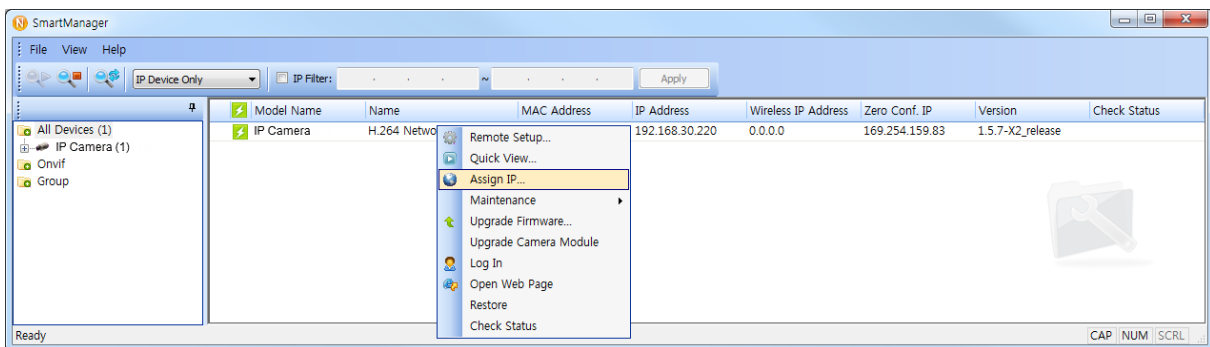 SmartManager
File View Help
IP Device Only IP Filter: . . . ~ . . . Apply
Model Name Name MAC Address IP Address Wireless IP Address Zero Conf. IP Version Check Status
All Devices (1)
IP Camera (1)
Onvif
Group
IP Camera H.264 Netwo 192.168.30.220 0.0.0.0 169.254.159.83 1.5.7-X2_release
Remote Setup...
Quick View...
Assign IP...
Maintenance
Upgrade Firmware...
Upgrade Camera Module
Log In
Open Web Page
Restore
Check Status
Ready CAP NUM SCRL